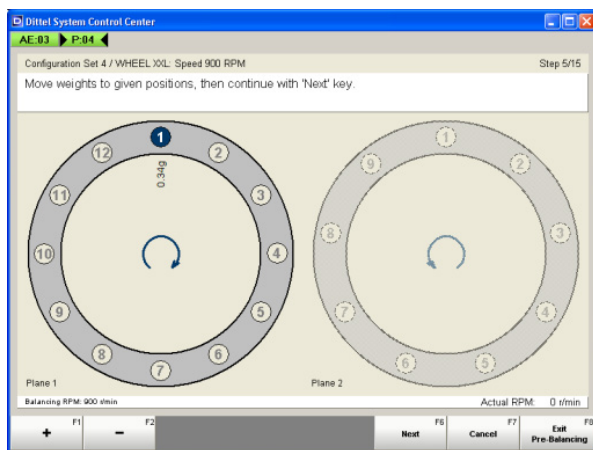 Dittel System Control Center
AE:03 P:04
Configuration Set 4 / WHEEL XXL: Speed 900 RPM Step 5/15
Move weights to given positions, then continue with 'Next' key.
1
2
3
4
5
6
7
8
9
10
11
12
0.34g
Plane 1
1
2
3
4
5
6
7
8
9
Plane 2
Balancing RPM: 900 r/min Actual RPM: 0 r/min
F1 F2 F6 F7 F8
+ - Next Cancel Exit
Pre-Balancing